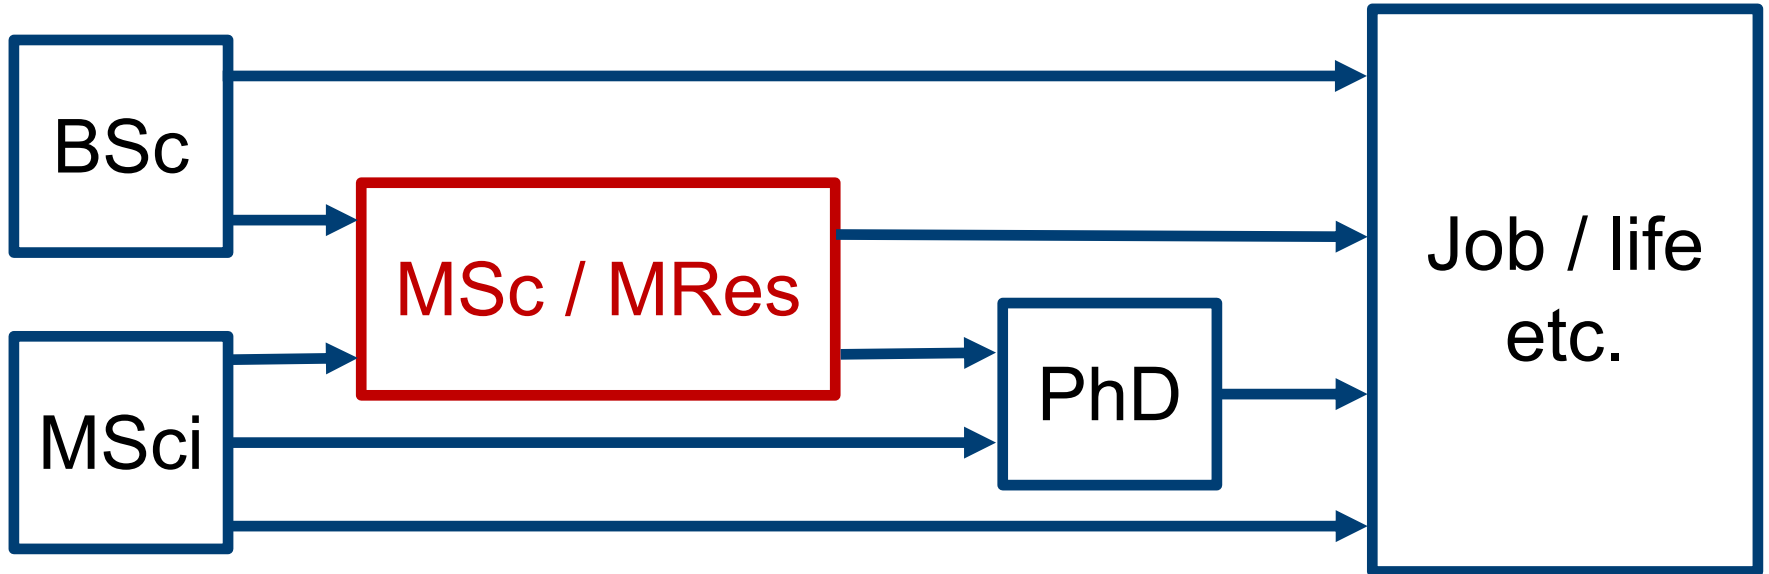 BSc
MSc / MRes
MSci
PhD
Job / life
etc.